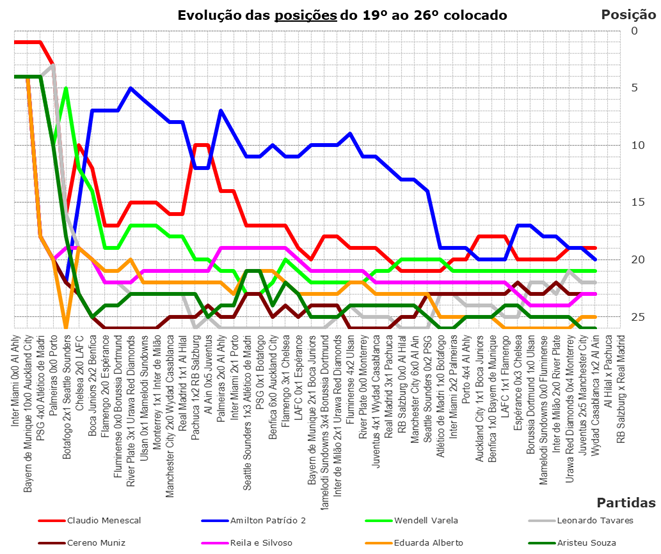 Evolução das posições do 19º ao 26º colocado
Posição
0
5
10
15
20
25
Inter Miami 0x0 Al Ahly
Bayern de Munique 10x0 Auckland City
PSG 4x0 Atlético de Madri
Palmeiras 0x0 Porto
Botafogo 2x1 Seattle Sounders
Chelsea 2x0 LAFC
Boca Juniors 2x2 Benfica
Flamengo 2x0 Espérance
Fluminense 0x0 Borussia Dortmund
River Plate 3x1 Urawa Red Diamonds
Ulsan 0x1 Mamelodi Sundowns
Monterrey 1x1 Inter de Milão
Manchester City 2x0 Wydad Casablanca
Real Madrid 1x1 Al Hilal
Pachuca 1x2 RB Salzburg
Al Ain 0x5 Juventus
Palmeiras 2x0 Al Ahly
Inter Miami 2x1 Porto
Seattle Sounders 1x3 Atlético de Madri
PSG 0x1 Botafogo
Benfica 6x0 Auckland City
Flamengo 3x1 Chelsea
LAFC 0x1 Espérance
Bayern de Munique 2x1 Boca Juniors
Mamelodi Sundowns 3x4 Borussia Dortmund
Inter de Milão 2x1 Urawa Red Diamonds
Fluminense 4x2 Ulsan
River Plate 0x0 Monterrey
Juventus 4x1 Wydad Casablanca
Real Madrid 3x1 Pachuca
RB Salzburg 0x0 Al Hilal
Manchester City 6x0 Al Ain
Seattle Sounders 0x2 PSG
Atlético de Madri 1x0 Botafogo
Inter Miami 2x2 Palmeiras
Porto 4x4 Al Ahly
Auckland City 1x1 Boca Juniors
Benfica 1x0 Bayern de Munique
LAFC 1x1 Flamengo
Espérance 0x3 Chelsea
Borussia Dortmund 1x0 Ulsan
Mamelodi Sundowns 0x0 Fluminense
Inter de Milão 2x0 River Plate
Urawa Red Diamonds 0x4 Monterrey
Juventus 2x5 Manchester City
Wydad Casablanca 1x2 Al Ain
Al Hilal x Pachuca
RB Salzburg x Real Madrid
Partidas
Claudio Menescal
Amilton Patrício 2
Wendell Varela
Leonardo Tavares
Cereno Muniz
Reila e Silvoso
Eduarda Alberto
Aristeu Souza